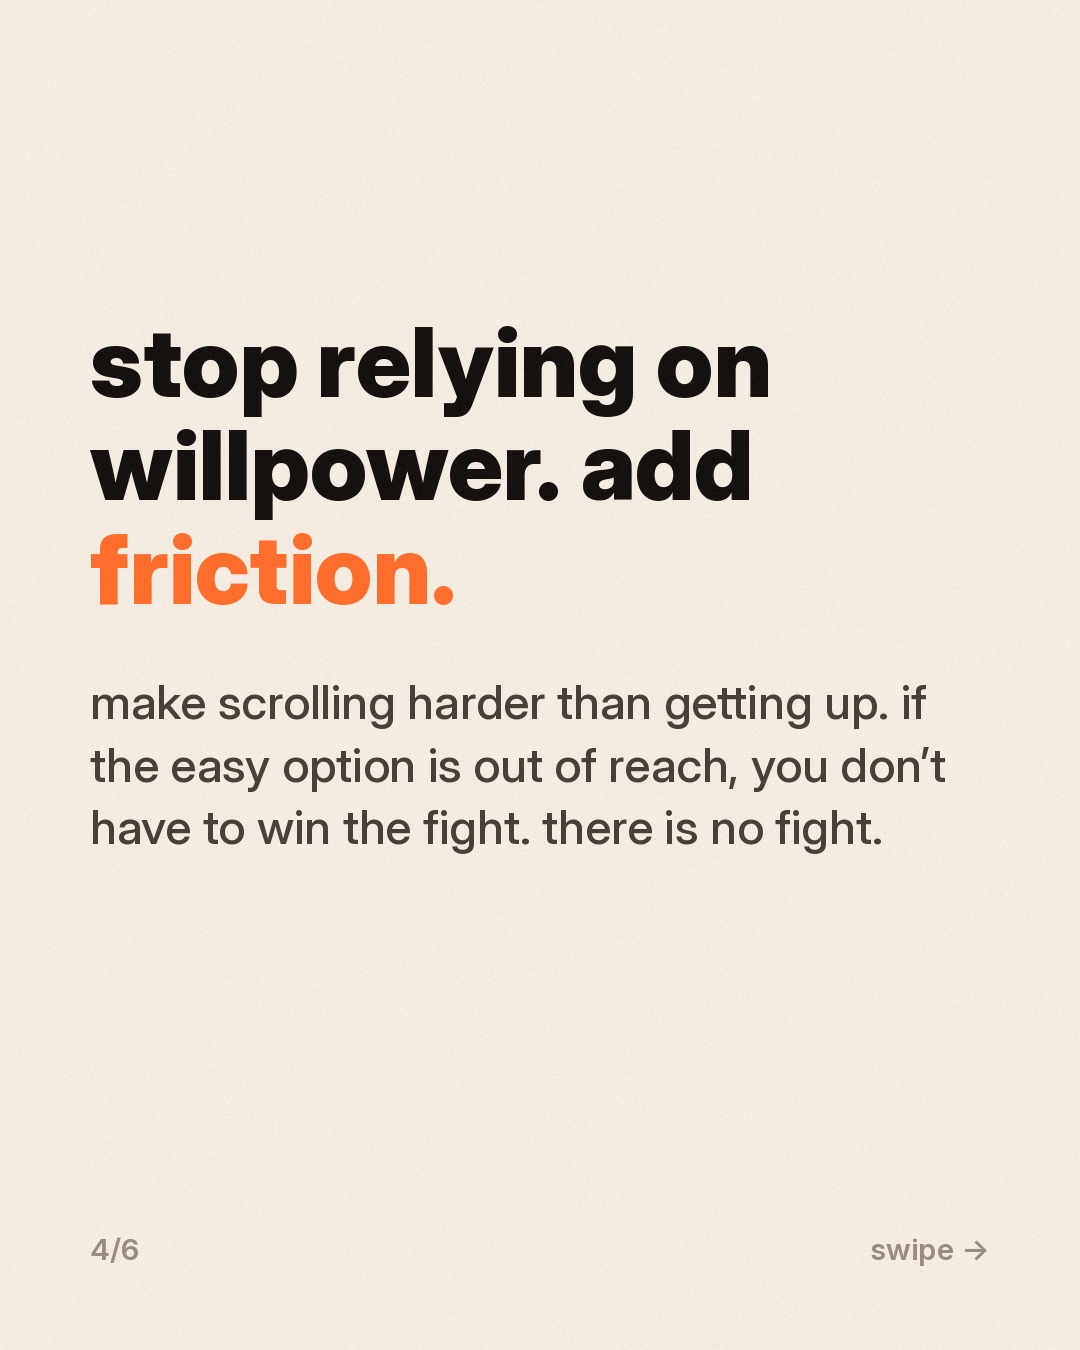 stop relying on
willpower. add
friction.
make scrolling harder than getting up. if
the easy option is out of reach, you don’t
have to win the fight. there is no fight.
4/6
swipe →